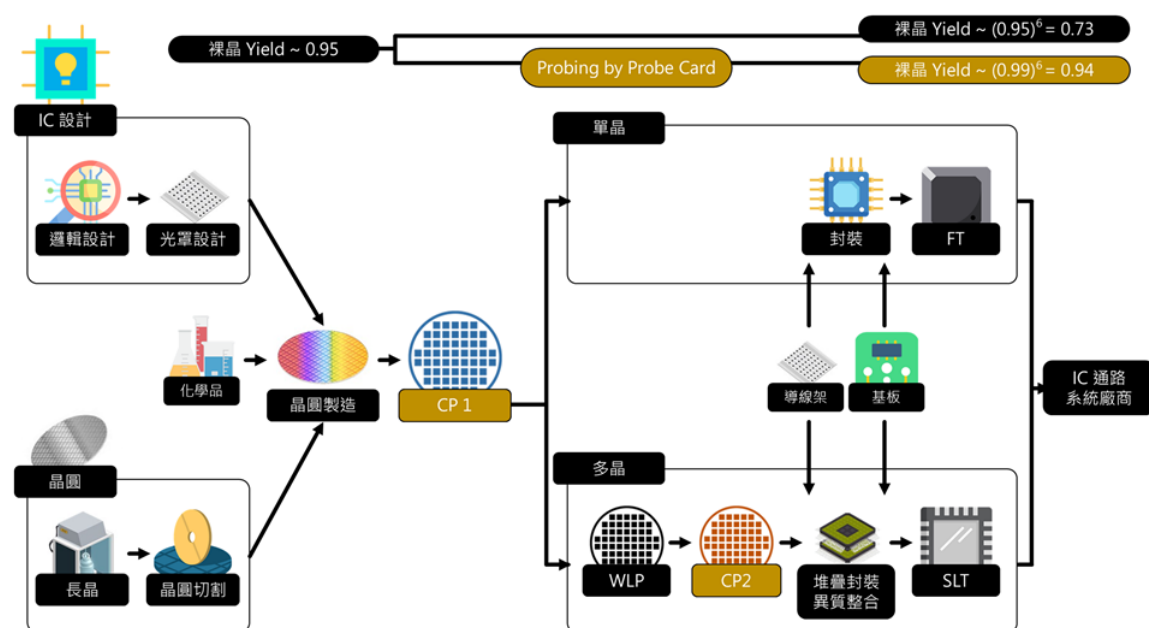 裸晶 Yield ~ 0.95
裸晶 Yield ~ (0.95)⁶ = 0.73
Probing by Probe Card
裸晶 Yield ~ (0.99)⁶ = 0.94
IC 設計
邏輯設計
光罩設計
化學品
晶圓製造
CP 1
晶圓
長晶
晶圓切割
單晶
封裝
FT
導線架
基板
多晶
WLP
CP2
堆疊封裝
異質整合
SLT
IC 通路
系統廠商